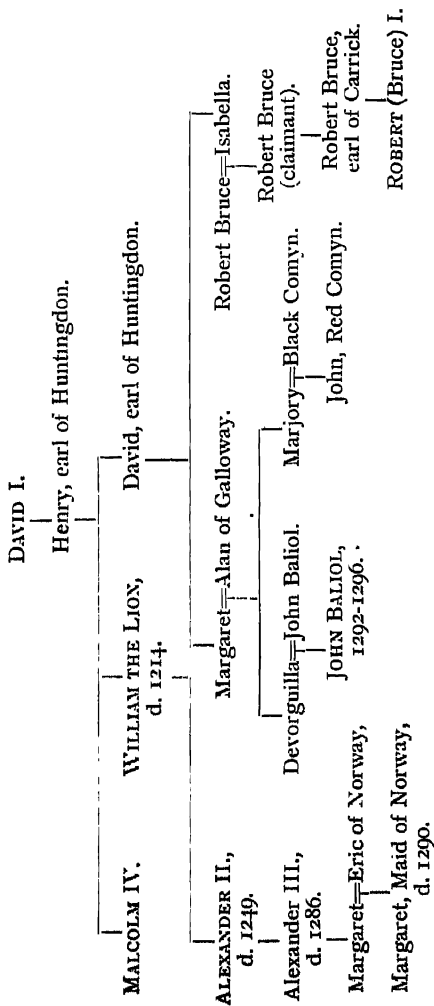 DAVID I.
Henry, earl of Huntingdon.
MALCOLM IV.
WILLIAM THE LION,
d. 1214.
David, earl of Huntingdon.
ALEXANDER II.,
d. 1249.
Margaret=Alan of Galloway.
Robert Bruce=Isabella.
Alexander III.,
d. 1286.
Devorguilla=John Baliol.
Marjory=Black Comyn.
Robert Bruce
(claimant).
Margaret=Eric of Norway,
JOHN BALIOL,
1292-1296.
John, Red Comyn.
Robert Bruce,
earl of Carrick.
Margaret, Maid of Norway,
d. 1290.
ROBERT (Bruce) I.